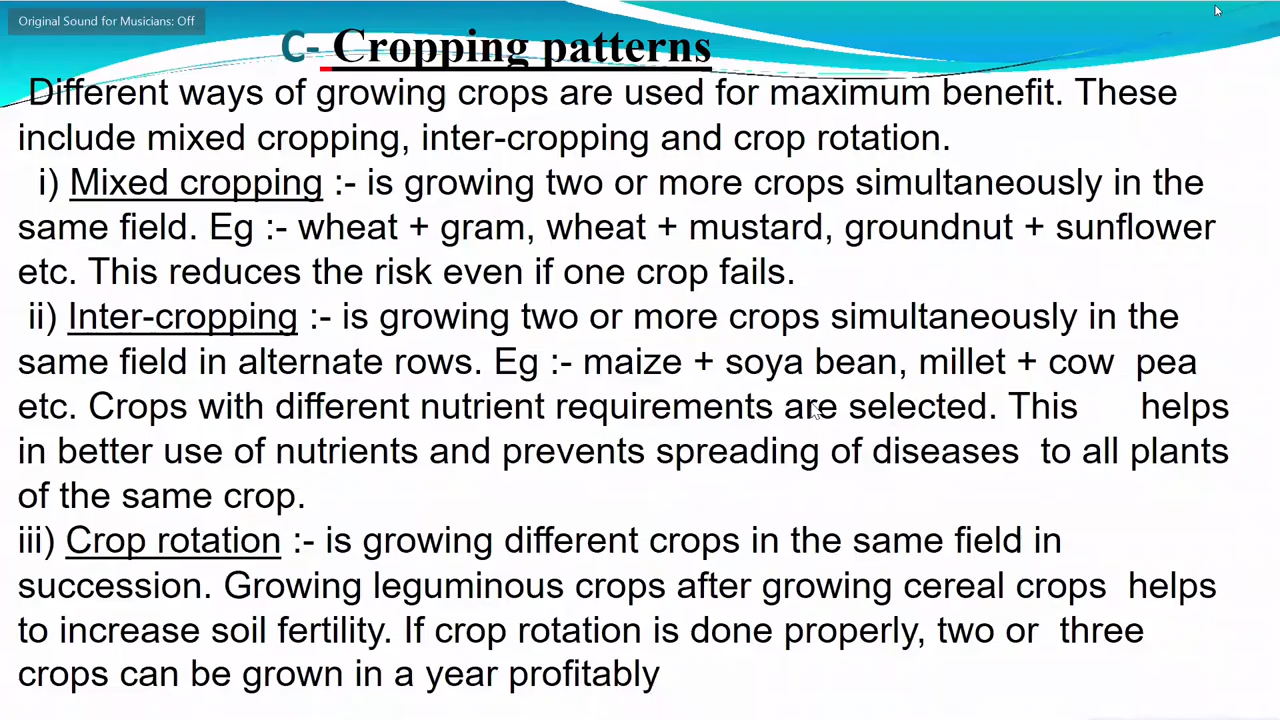 Original Sound for Musicians: Off
C- Cropping patterns
Different ways of growing crops are used for maximum benefit. These
include mixed cropping, inter-cropping and crop rotation.
i) Mixed cropping :- is growing two or more crops simultaneously in the
same field. Eg :- wheat + gram, wheat + mustard, groundnut + sunflower
etc. This reduces the risk even if one crop fails.
ii) Inter-cropping :- is growing two or more crops simultaneously in the
same field in alternate rows. Eg :- maize + soya bean, millet + cow pea
etc. Crops with different nutrient requirements are selected. This helps
in better use of nutrients and prevents spreading of diseases to all plants
of the same crop.
iii) Crop rotation :- is growing different crops in the same field in
succession. Growing leguminous crops after growing cereal crops helps
to increase soil fertility. If crop rotation is done properly, two or three
crops can be grown in a year profitably